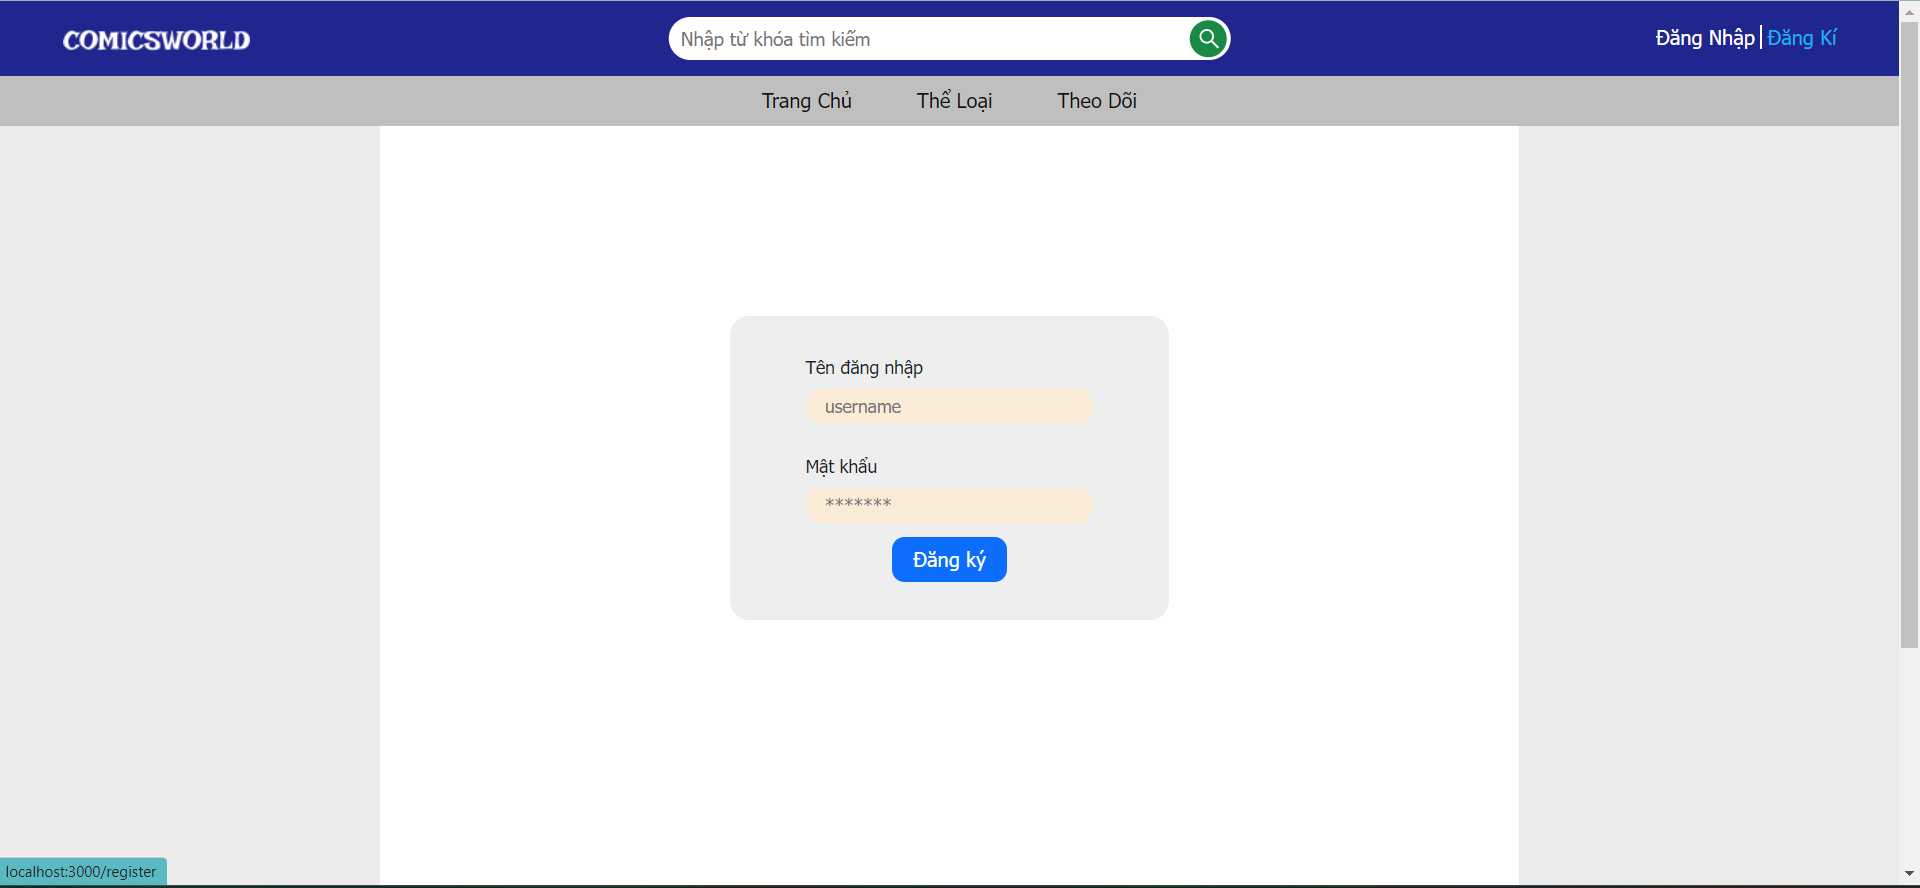 COMICSWORLD
Nhập từ khóa tìm kiếm
Đăng Nhập
Đăng Kí
Trang Chủ
Thể Loại
Theo Dõi
Tên đăng nhập
username
Mật khẩu
*******
Đăng ký
localhost:3000/register